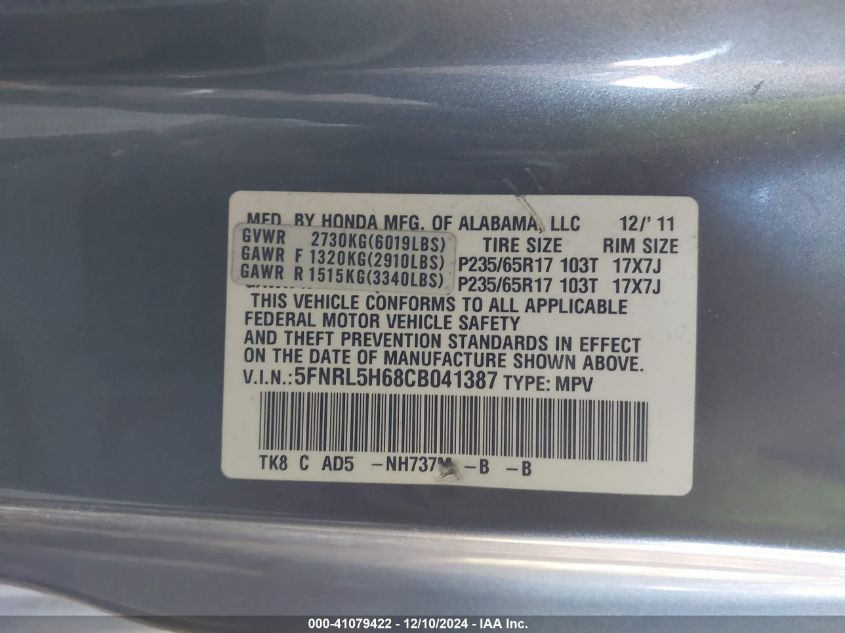 MFD. BY HONDA MFG. OF ALABAMA, LLC 12/' 11
GVWR 2730KG(6019LBS) TIRE SIZE RIM SIZE
GAWR F 1320KG(2910LBS) P235/65R17 103T 17X7J
GAWR R 1515KG(3340LBS) P235/65R17 103T 17X7J
THIS VEHICLE CONFORMS TO ALL APPLICABLE
FEDERAL MOTOR VEHICLE SAFETY
AND THEFT PREVENTION STANDARDS IN EFFECT
ON THE DATE OF MANUFACTURE SHOWN ABOVE.
V.I.N.:5FNRL5H68CB041387 TYPE: MPV
TK8 C AD5 -NH737M -B -B
000-41079422 - 12/10/2024 - IAA Inc.